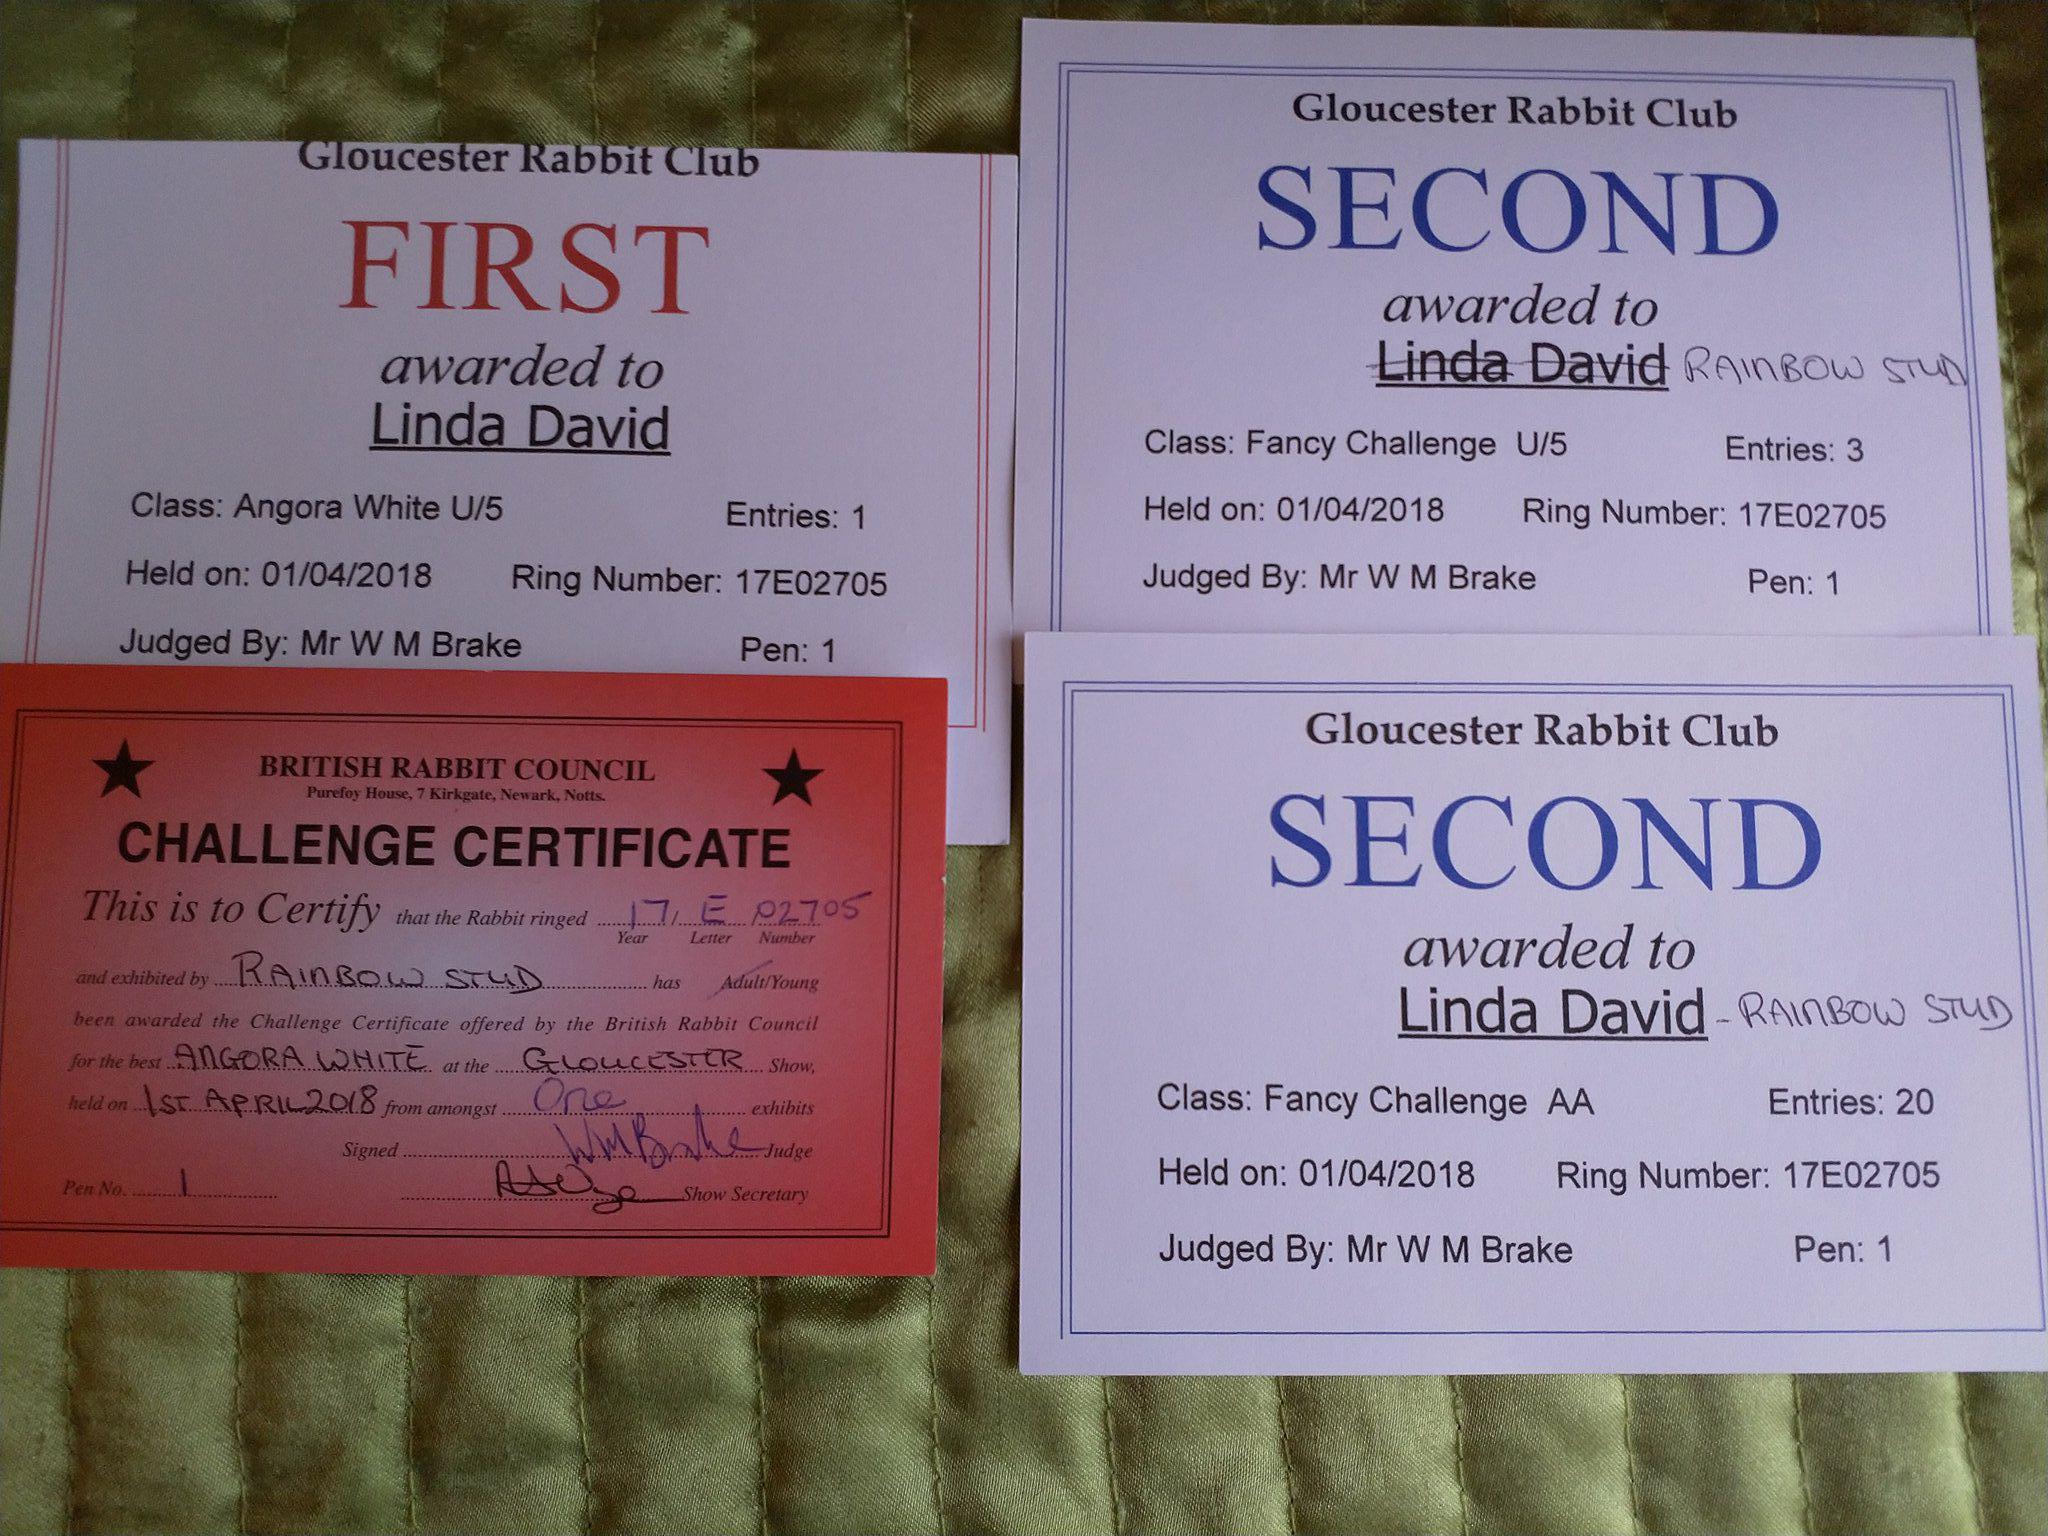 Gloucester Rabbit Club
FIRST
awarded to
Linda David
Class: Angora White U/5 Entries: 1
Held on: 01/04/2018 Ring Number: 17E02705
Judged By: Mr W M Brake Pen: 1
Gloucester Rabbit Club
SECOND
awarded to
Linda David RAINBOW STUD
Class: Fancy Challenge U/5 Entries: 3
Held on: 01/04/2018 Ring Number: 17E02705
Judged By: Mr W M Brake Pen: 1
BRITISH RABBIT COUNCIL
Purefoy House, 7 Kirkgate, Newark, Notts.
CHALLENGE CERTIFICATE
This is to Certify that the Rabbit ringed 17/ E 02705
Year Letter Number
and exhibited by RAINBOW STUD has Adult/Young
been awarded the Challenge Certificate offered by the British Rabbit Council
for the best ANGORA WHITE at the GLOUCESTER Show,
held on 1ST APRIL 2018 from amongst One exhibits
Signed WMBrake Judge
Pen No. 1 Show Secretary
Gloucester Rabbit Club
SECOND
awarded to
Linda David - RAINBOW STUD
Class: Fancy Challenge AA Entries: 20
Held on: 01/04/2018 Ring Number: 17E02705
Judged By: Mr W M Brake Pen: 1